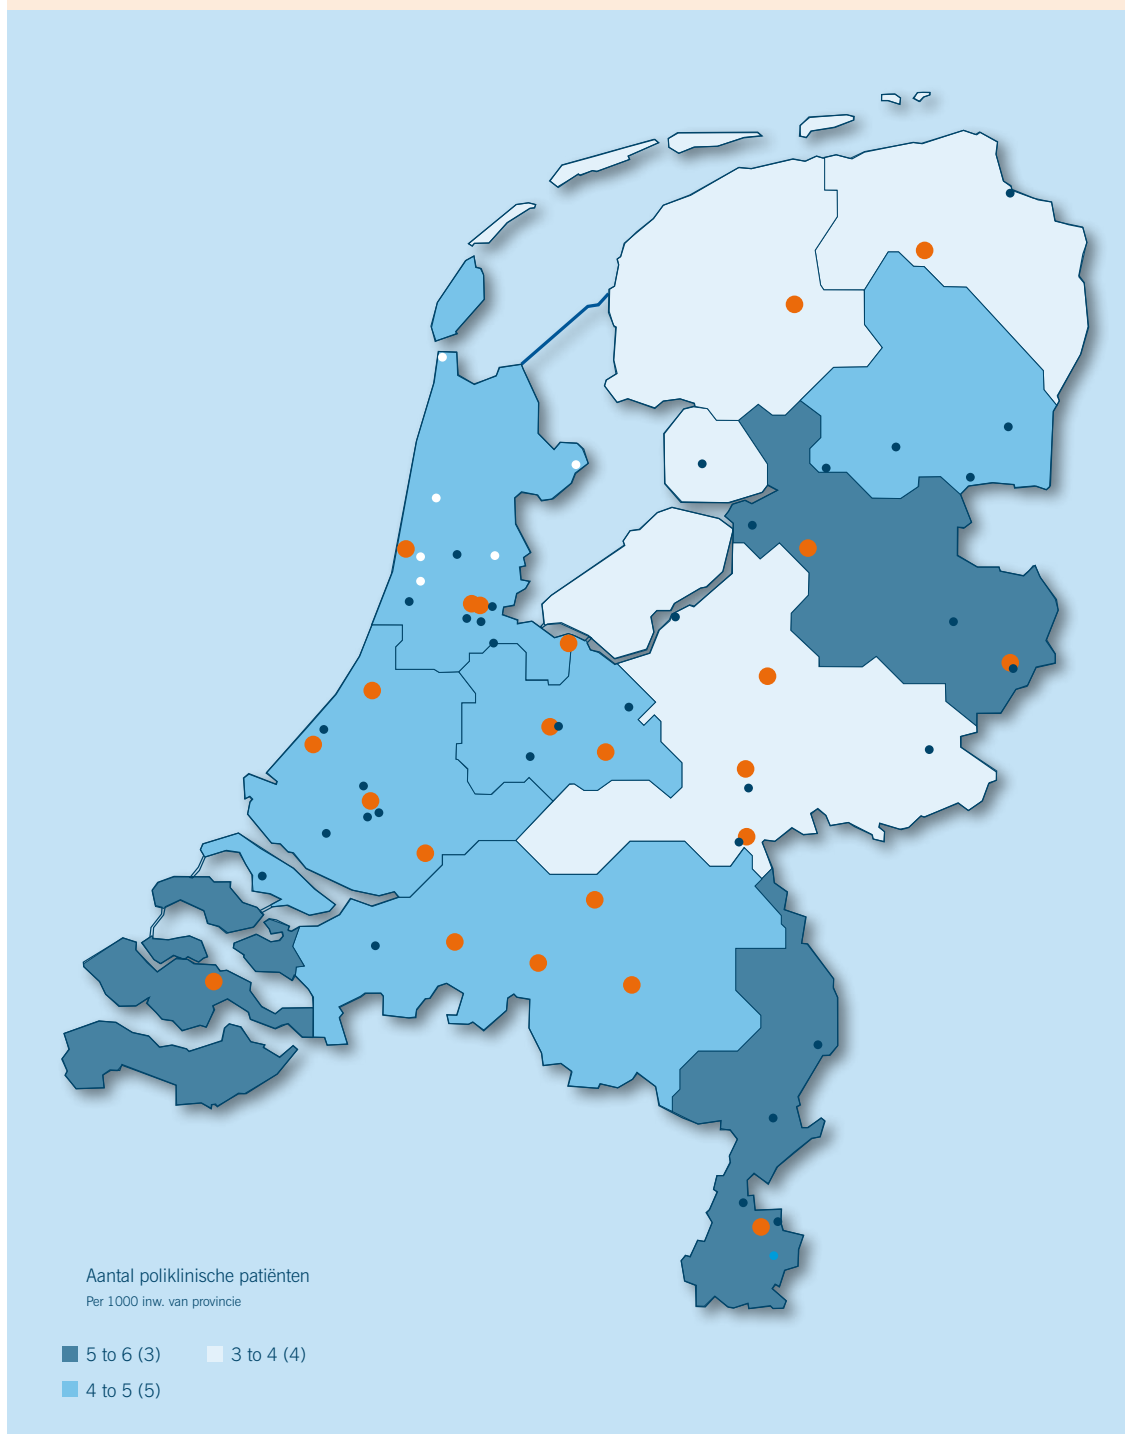 Aantal poliklinische patiënten
Per 1000 inw. van provincie
5 to 6 (3)
3 to 4 (4)
4 to 5 (5)